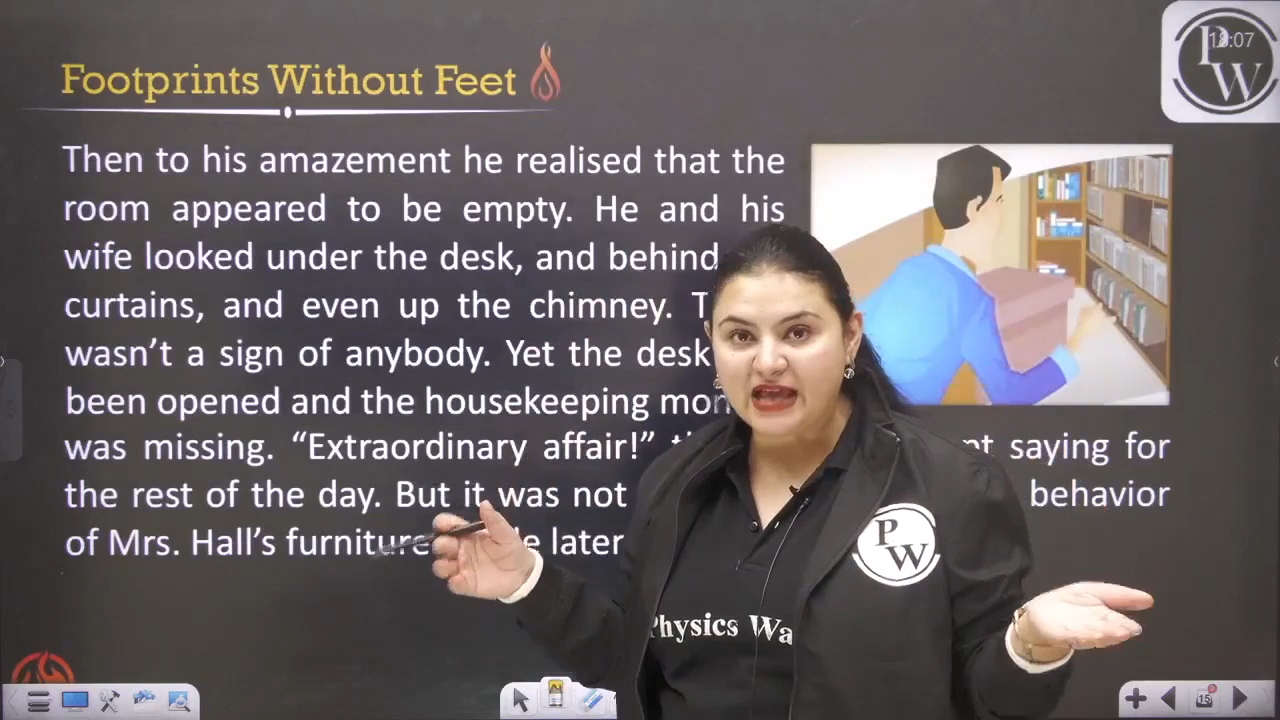 Footprints Without Feet
18:07
P
W
Then to his amazement he realised that the
room appeared to be empty. He and his
wife looked under the desk, and behind
curtains, and even up the chimney.
wasn't a sign of anybody. Yet the desk
been opened and the housekeeping
was missing. "Extraordinary affair!" saying for
the rest of the day. But it was not behavior
of Mrs. Hall's furniture later
P
W
Physics Wa
15